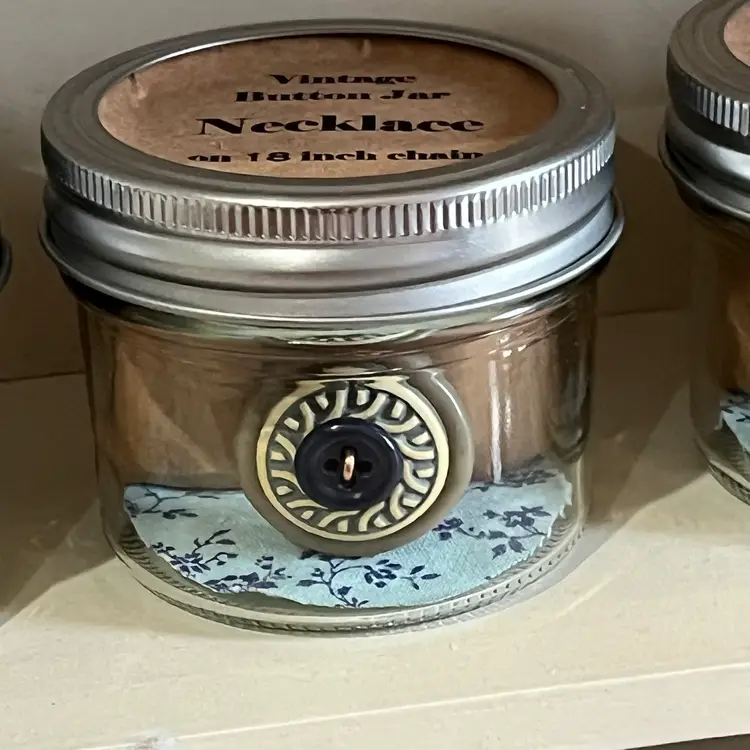 Vintage
Button Jar
Necklace
on 18 inch chain